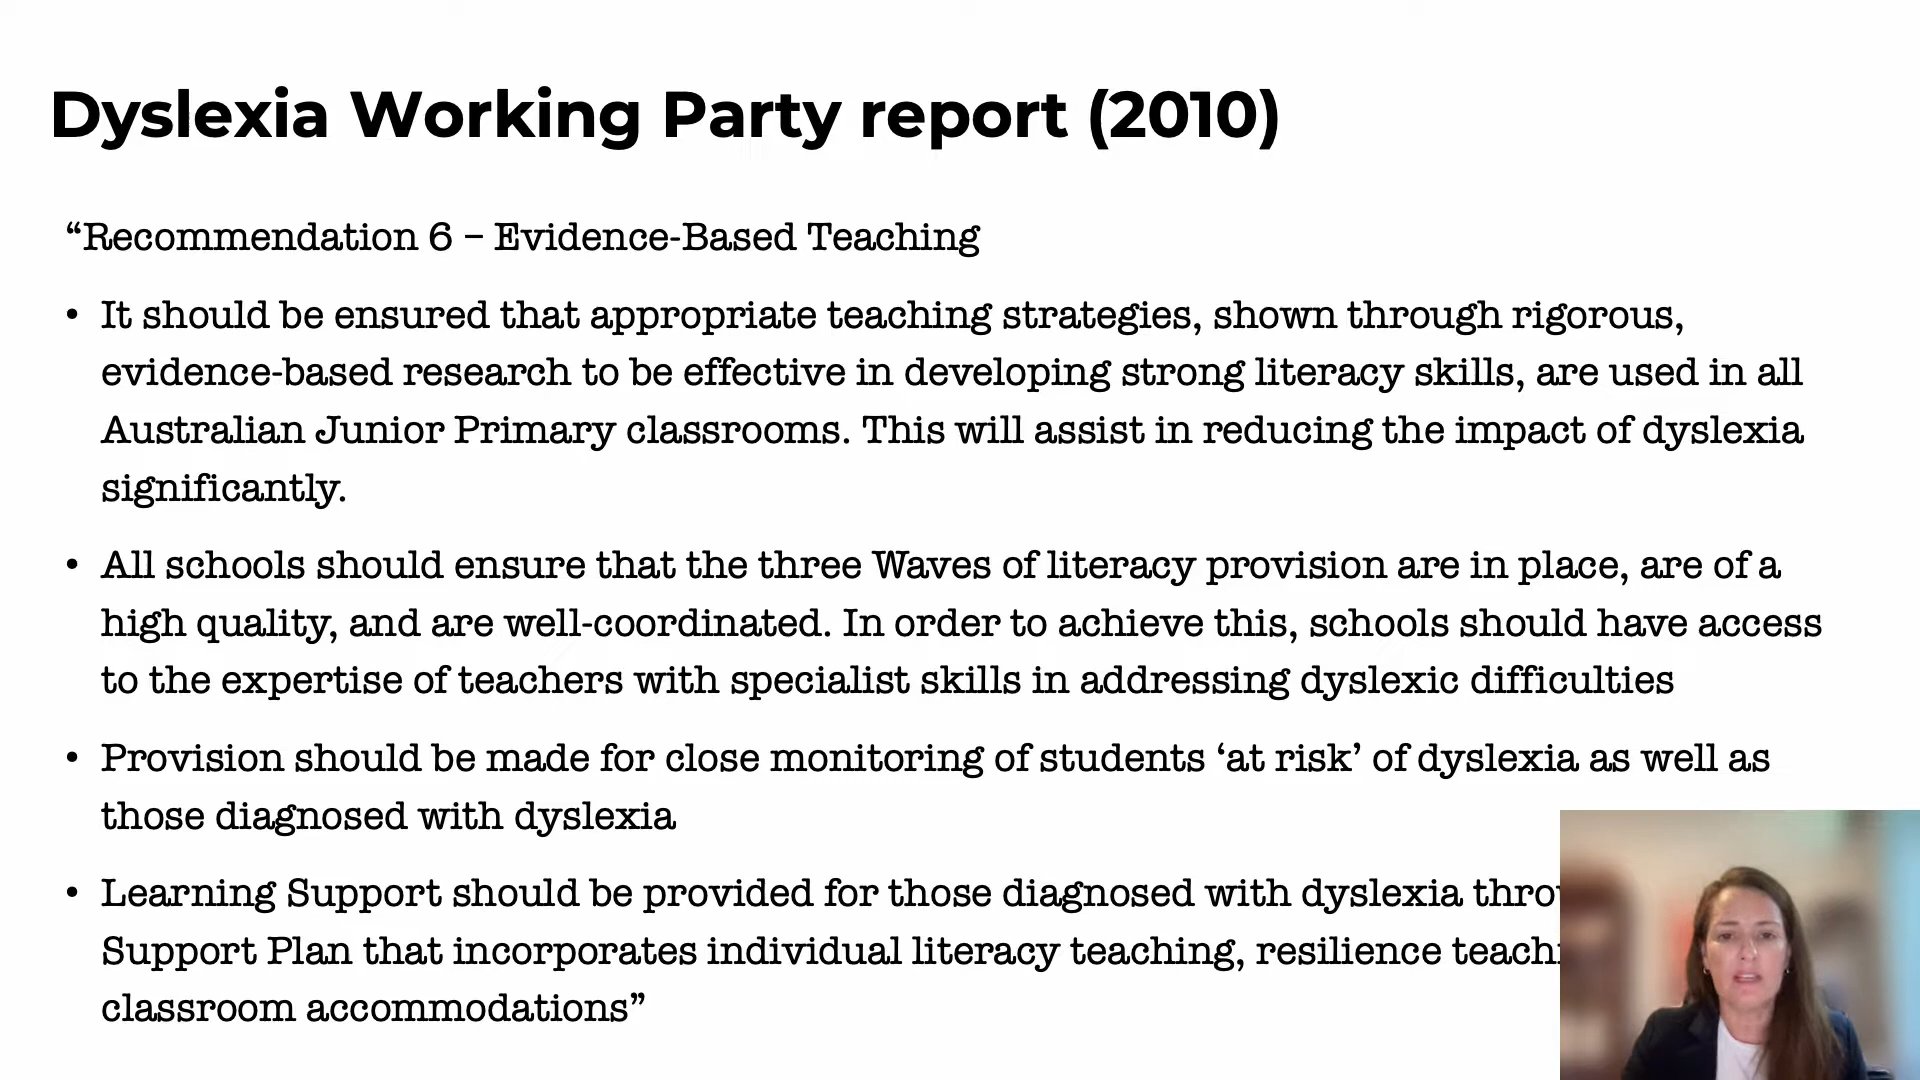 Dyslexia Working Party report (2010)
“Recommendation 6 – Evidence-Based Teaching
• It should be ensured that appropriate teaching strategies, shown through rigorous,
evidence-based research to be effective in developing strong literacy skills, are used in all
Australian Junior Primary classrooms. This will assist in reducing the impact of dyslexia
significantly.
• All schools should ensure that the three Waves of literacy provision are in place, are of a
high quality, and are well-coordinated. In order to achieve this, schools should have access
to the expertise of teachers with specialist skills in addressing dyslexic difficulties
• Provision should be made for close monitoring of students ‘at risk’ of dyslexia as well as
those diagnosed with dyslexia
• Learning Support should be provided for those diagnosed with dyslexia
Support Plan that incorporates individual literacy teaching, resilience
classroom accommodations”